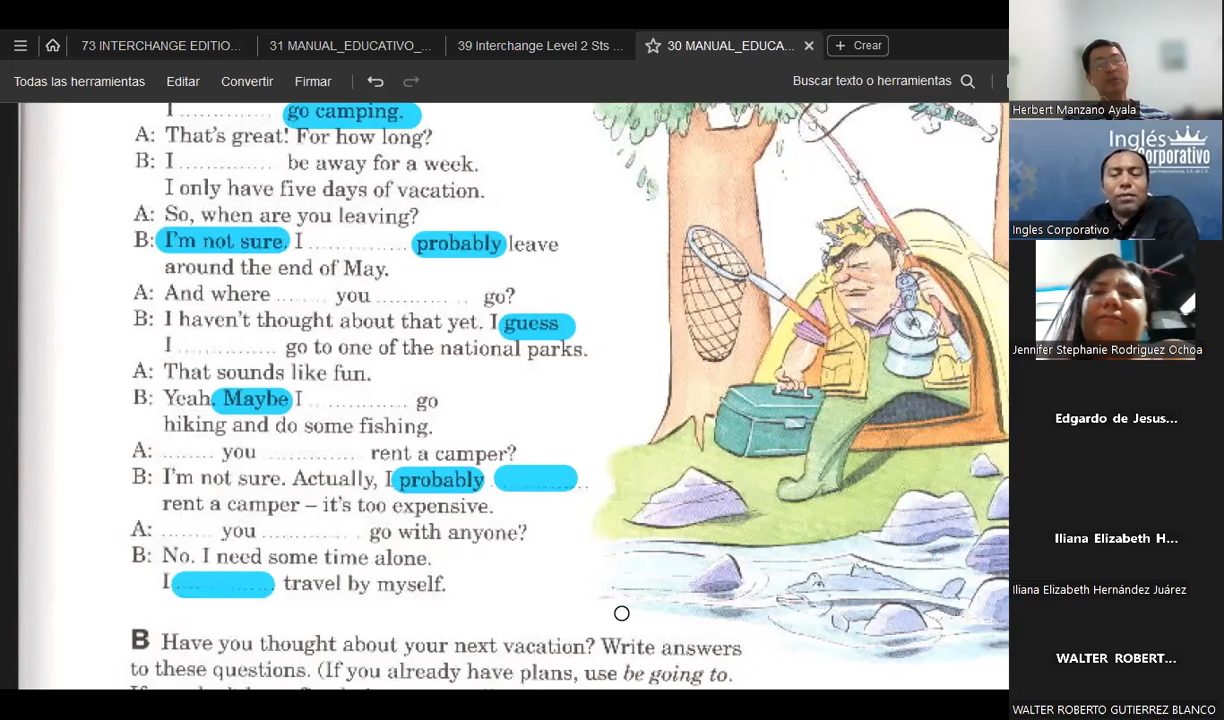 73 INTERCHANGE EDITIO...
31 MANUAL_EDUCATIVO_...
39 Interchange Level 2 Sts ...
30 MANUAL_EDUCA...
Crear
Todas las herramientas
Editar
Convertir
Firmar
Buscar texto o herramientas
I .............. go camping.
A: That's great! For how long?
B: I .............. be away for a week.
I only have five days of vacation.
A: So, when are you leaving?
B: I'm not sure. I .............. probably leave
around the end of May.
A: And where ........ you .............. go?
B: I haven't thought about that yet. I guess
I .............. go to one of the national parks.
A: That sounds like fun.
B: Yeah. Maybe I .............. go
hiking and do some fishing.
A: ........ you .............. rent a camper?
B: I'm not sure. Actually, I probably ..............
rent a camper – it's too expensive.
A: ........ you .............. go with anyone?
B: No. I need some time alone.
I .............. travel by myself.
B Have you thought about your next vacation? Write answers
to these questions. (If you already have plans, use be going to.
Herbert Manzano Ayala
Inglés
Corporativo
Ingles Corporativo
Jennifer Stephanie Rodriguez Ochoa
Edgardo de Jesus...
Iliana Elizabeth H...
Iliana Elizabeth Hernández Juárez
WALTER ROBERT...
WALTER ROBERTO GUTIERREZ BLANCO